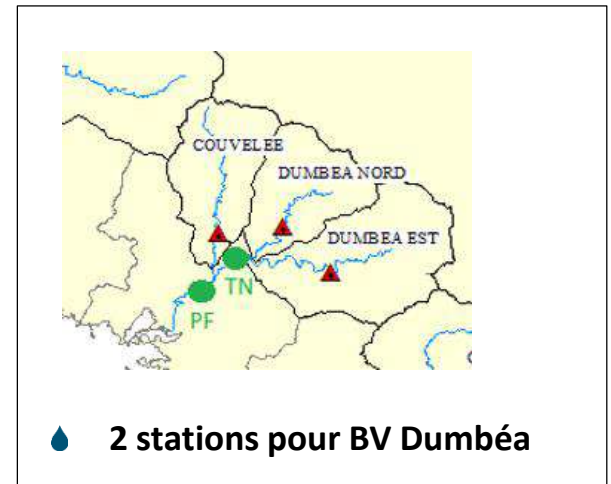 COUVELEE
DUMBEA NORD
DUMBEA EST
TN
PF
2 stations pour BV Dumbéa